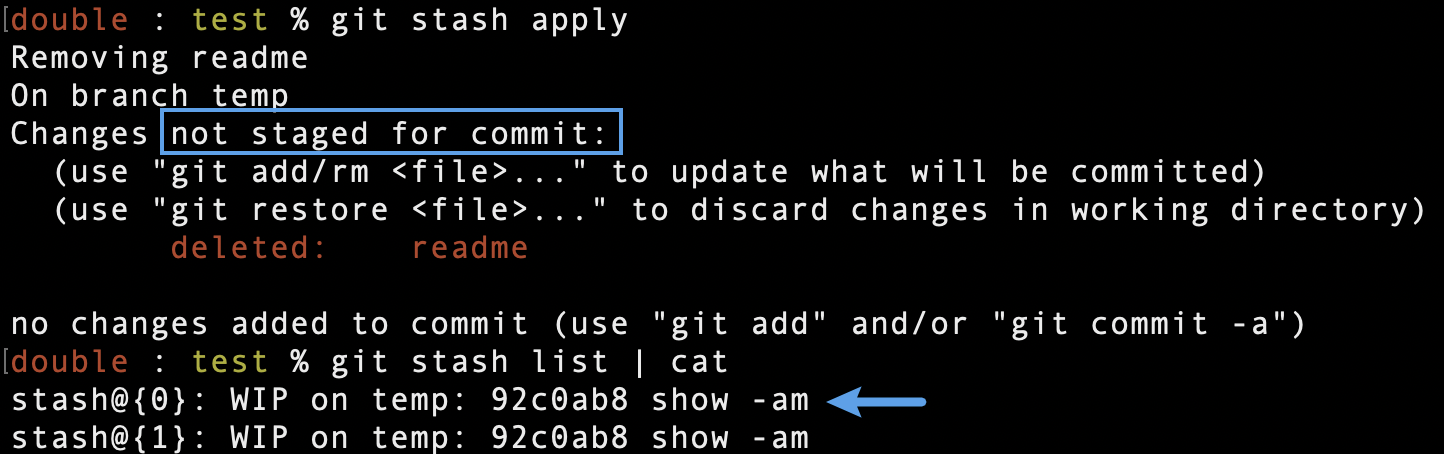 [double : test % git stash apply
Removing readme
On branch temp
Changes not staged for commit:
  (use "git add/rm <file>..." to update what will be committed)
  (use "git restore <file>..." to discard changes in working directory)
        deleted:    readme

no changes added to commit (use "git add" and/or "git commit -a")
[double : test % git stash list | cat
stash@{0}: WIP on temp: 92c0ab8 show -am
stash@{1}: WIP on temp: 92c0ab8 show -am